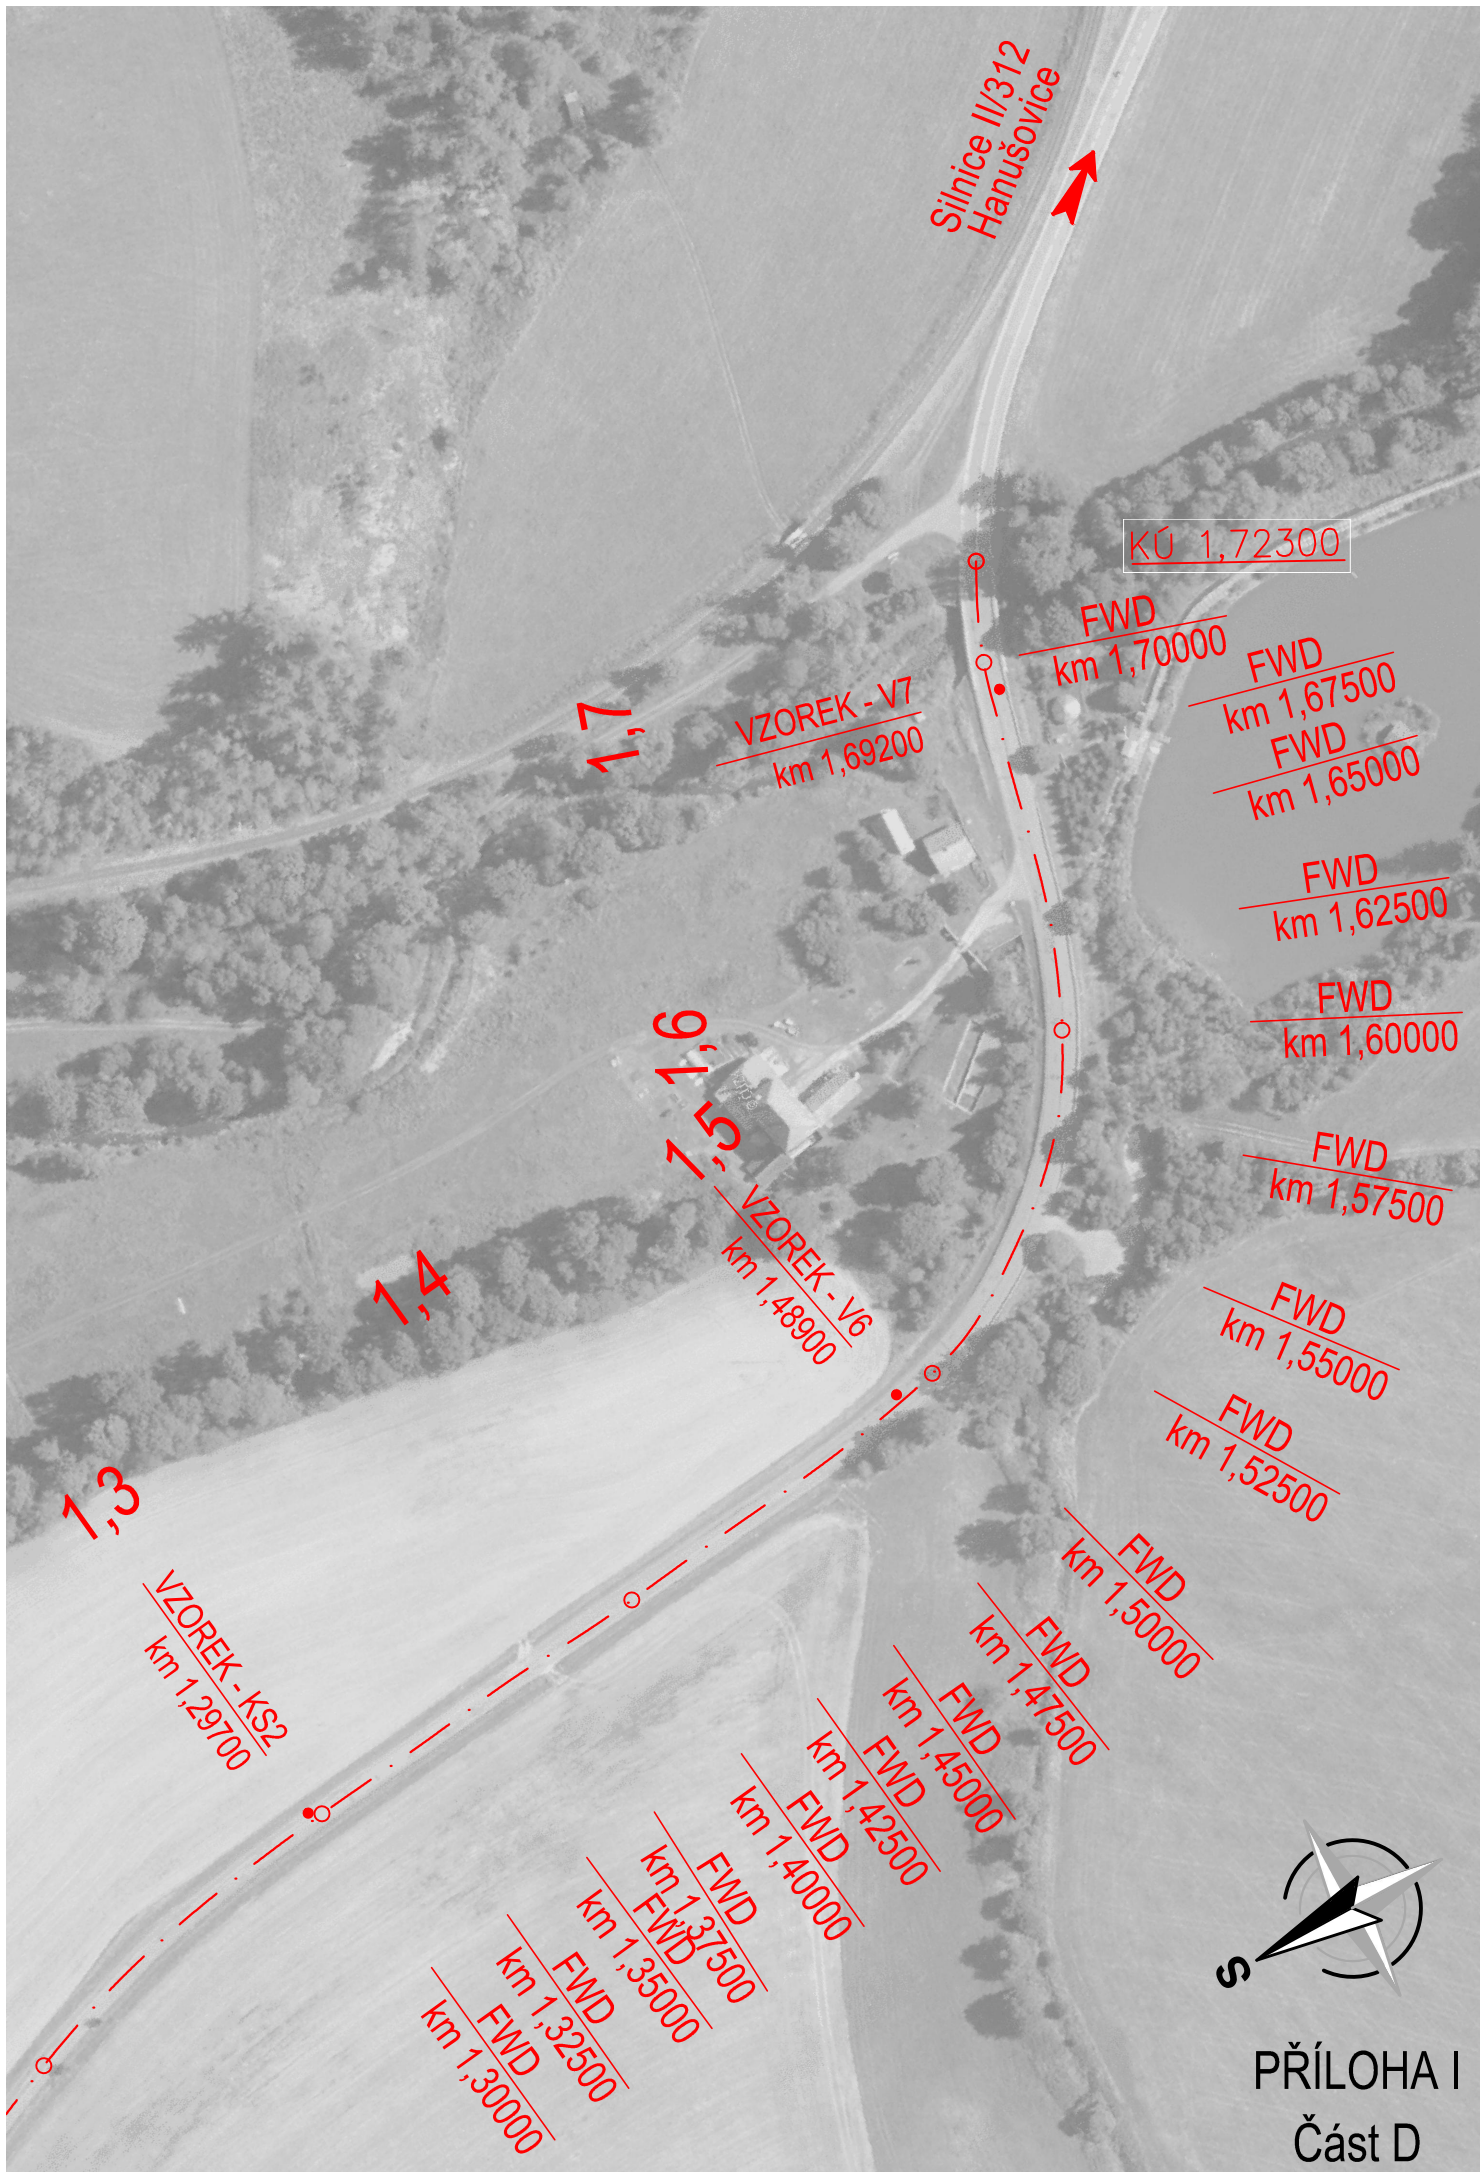 Silnice II/312
Hanušovice
KÚ 1,72300
FWD
km 1,70000
FWD
km 1,67500
1,7
VZOREK - V7
km 1,69200
FWD
km 1,65000
FWD
km 1,62500
FWD
km 1,60000
1,6
1,5
FWD
km 1,57500
VZOREK - V6
km 1,48900
1,4
FWD
km 1,55000
FWD
km 1,52500
1,3
FWD
km 1,50000
VZOREK - KS2
km 1,29700
FWD
km 1,47500
FWD
km 1,45000
FWD
km 1,42500
FWD
km 1,40000
FWD
km 1,37500
FWD
km 1,35000
FWD
km 1,32500
FWD
km 1,30000
S
PŘÍLOHA I
Část D